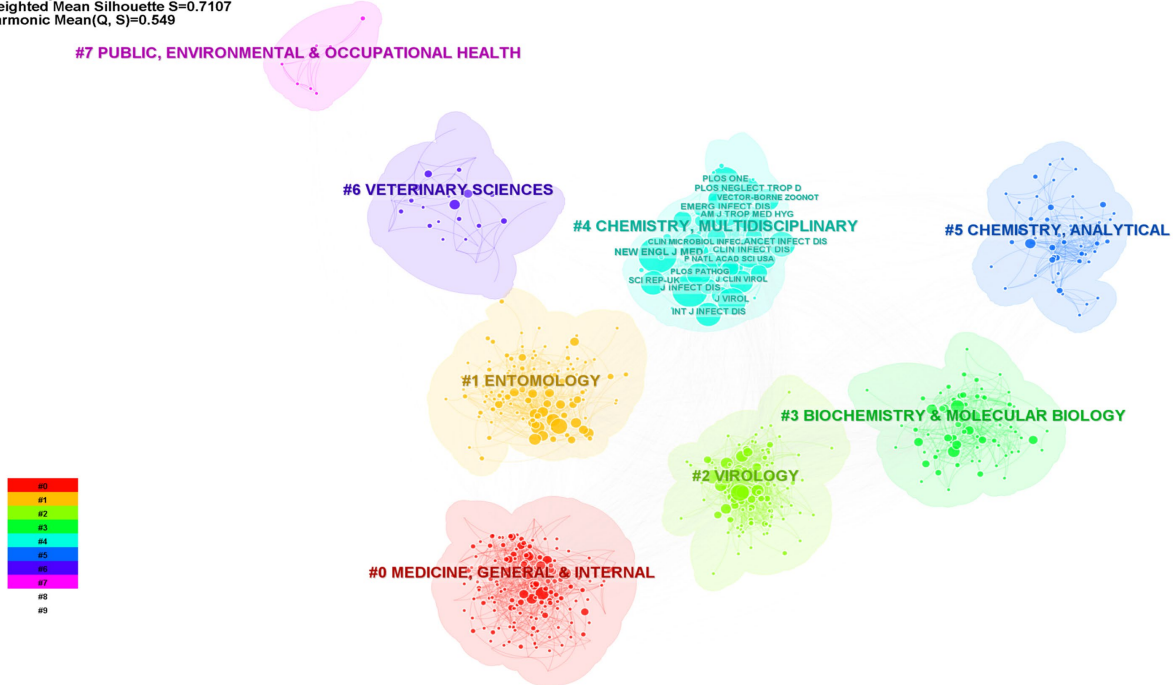 eighted Mean Silhouette S=0.7107
armonic Mean(Q, S)=0.549
#7 PUBLIC, ENVIRONMENTAL & OCCUPATIONAL HEALTH
#6 VETERINARY SCIENCES
PLOS ONE
PLOS NEGLECT TROP D
VECTOR-BORNE ZOONOT
EMERG INFECT DIS
AM J TROP MED HYG
#4 CHEMISTRY, MULTIDISCIPLINARY
#5 CHEMISTRY, ANALYTICAL
CLIN MICROBIOL INFEC
ANCET INFECT DIS
NEW ENGL J MED
CLIN INFECT DIS
P NATL ACAD SCI USA
PLOS PATHOG
SCI REP-UK
J CLIN VIROL
J INFECT DIS
J VIROL
INT J INFECT DIS
#1 ENTOMOLOGY
#3 BIOCHEMISTRY & MOLECULAR BIOLOGY
#2 VIROLOGY
#0 MEDICINE, GENERAL & INTERNAL
#0
#1
#2
#3
#4
#5
#6
#7
#8
#9